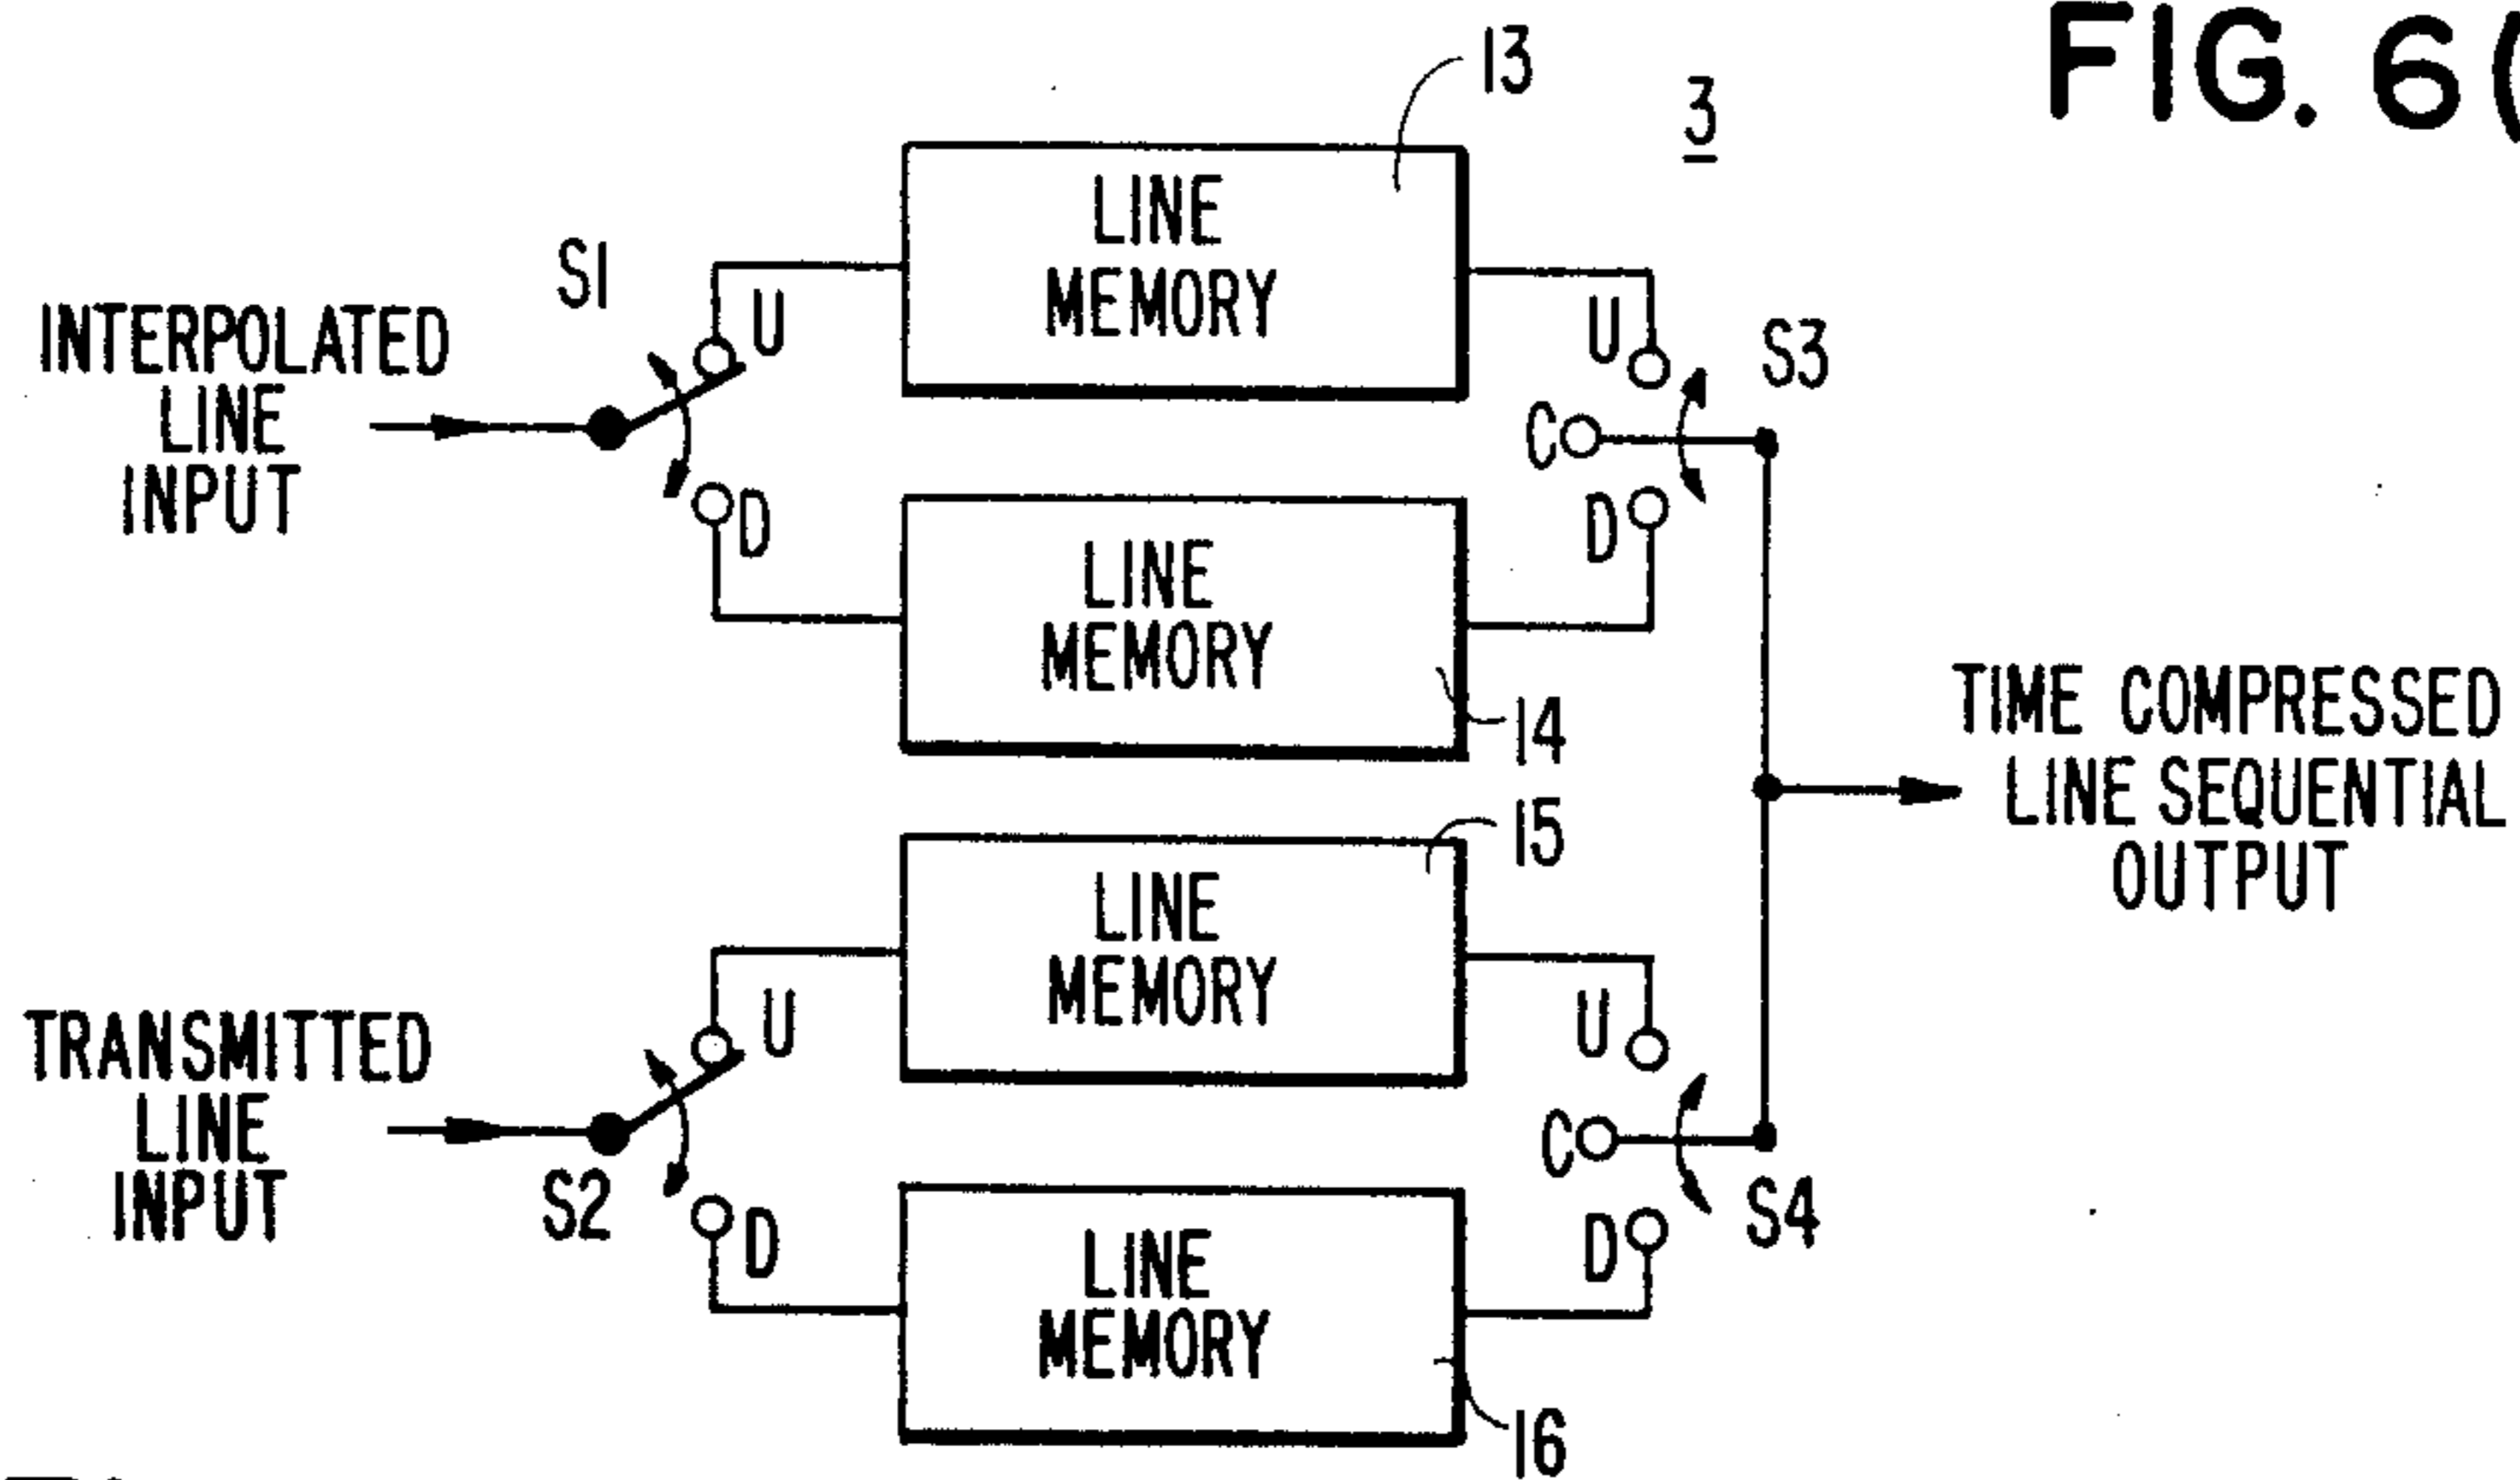 FIG. 6 (
13
3
LINE
MEMORY
S1
U
INTERPOLATED
LINE
INPUT
D
U
C
D
S3
LINE
MEMORY
14
TIME COMPRESSED
LINE SEQUENTIAL
OUTPUT
15
LINE
MEMORY
TRANSMITTED
LINE
INPUT
U
S2
D
U
C
D
S4
LINE
MEMORY
16